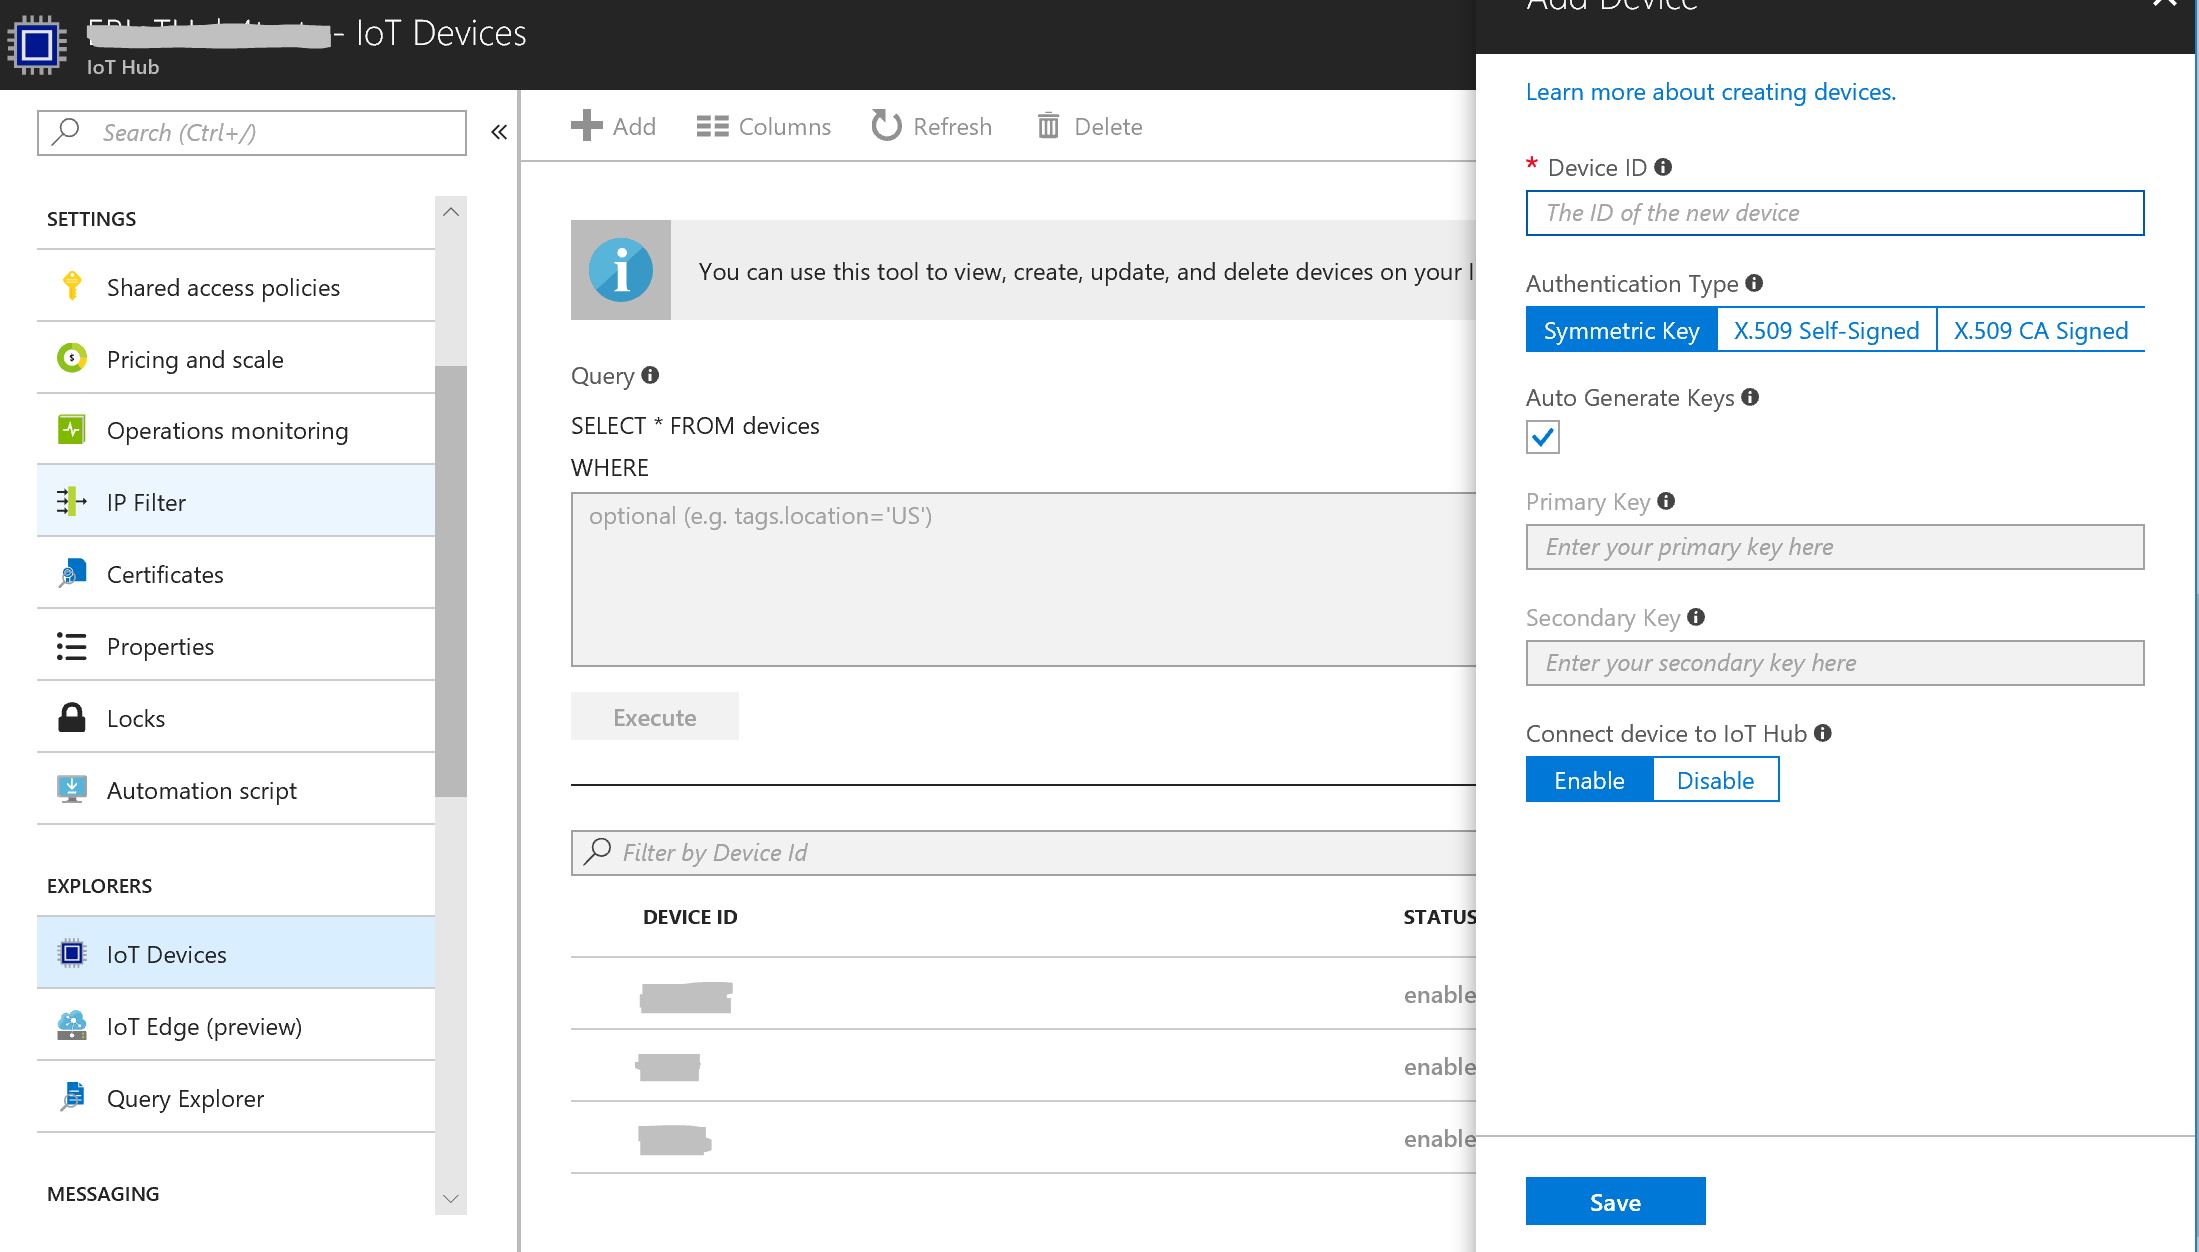 - IoT Devices
IoT Hub
Search (Ctrl+/)
SETTINGS
Shared access policies
Pricing and scale
Operations monitoring
IP Filter
Certificates
Properties
Locks
Automation script
EXPLORERS
IoT Devices
IoT Edge (preview)
Query Explorer
MESSAGING
Add
Columns
Refresh
Delete
You can use this tool to view, create, update, and delete devices on your I
Query
SELECT * FROM devices
WHERE
optional (e.g. tags.location='US')
Execute
Filter by Device Id
DEVICE ID STATUS
enable
enable
enable
Add Device
Learn more about creating devices.
* Device ID
The ID of the new device
Authentication Type
Symmetric Key X.509 Self-Signed X.509 CA Signed
Auto Generate Keys
Primary Key
Enter your primary key here
Secondary Key
Enter your secondary key here
Connect device to IoT Hub
Enable Disable
Save